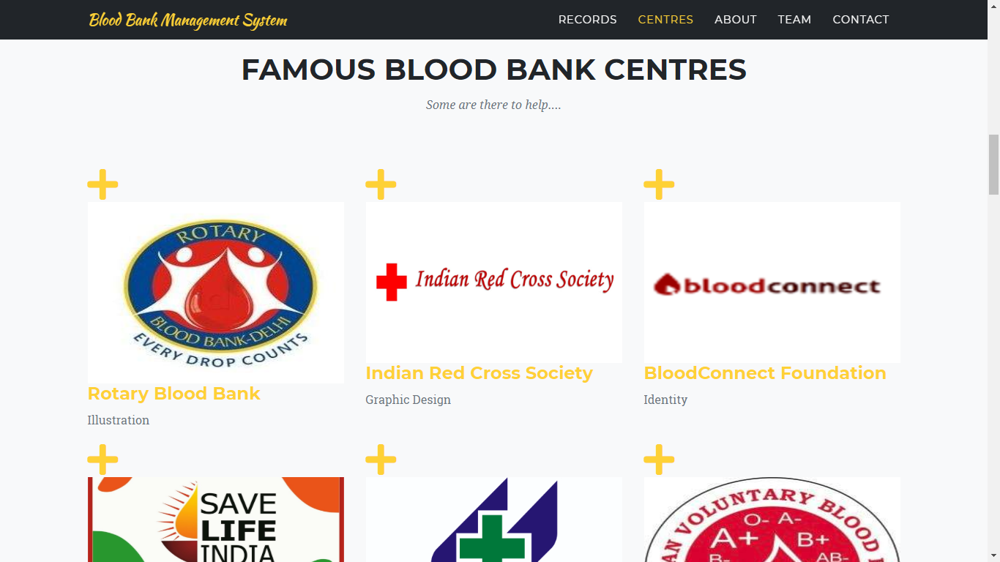 Blood Bank Management System
RECORDS CENTRES ABOUT TEAM CONTACT
FAMOUS BLOOD BANK CENTRES
Some are there to help....
ROTARY
BLOOD BANK-DELHI
EVERY DROP COUNTS
Rotary Blood Bank
Illustration
Indian Red Cross Society
Indian Red Cross Society
Graphic Design
bloodconnect
BloodConnect Foundation
Identity
SAVE
LIFE
INDIA
VOLUNTARY BLOOD
O- A-
A+ B+
B- AB-